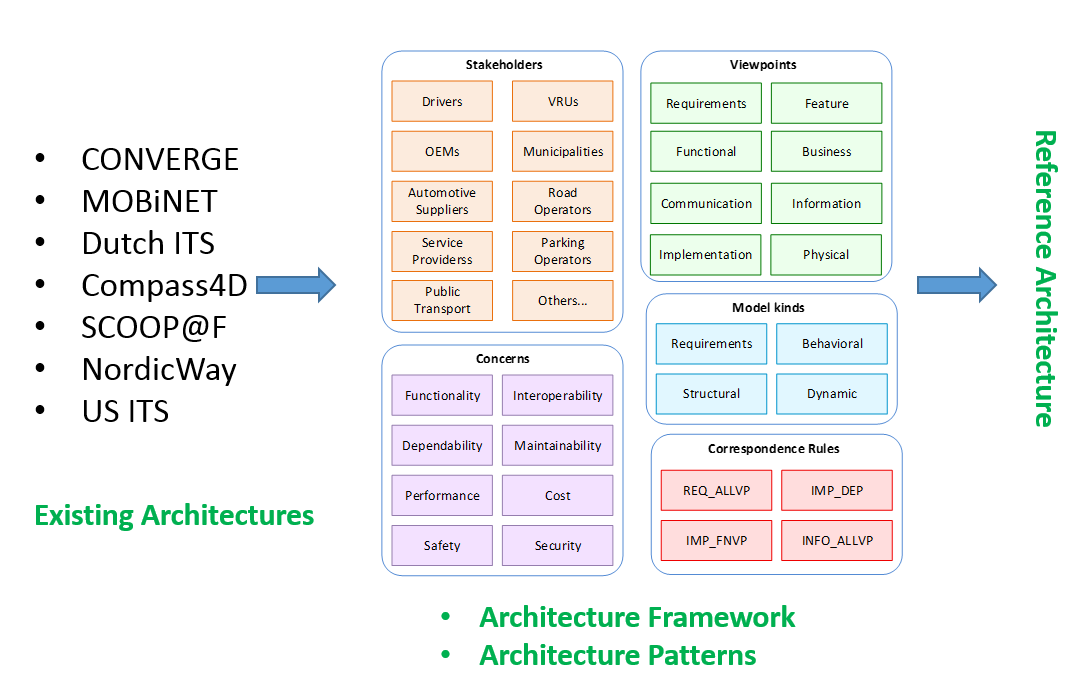 • CONVERGE
• MOBiNET
• Dutch ITS
• Compass4D
• SCOOP@F
• NordicWay
• US ITS
Existing Architectures
Stakeholders
Drivers
VRUs
OEMs
Municipalities
Automotive
Suppliers
Road
Operators
Service
Providerss
Parking
Operators
Public
Transport
Others...
Concerns
Functionality
Interoperability
Dependability
Maintainability
Performance
Cost
Safety
Security
Viewpoints
Requirements
Feature
Functional
Business
Communication
Information
Implementation
Physical
Model kinds
Requirements
Behavioral
Structural
Dynamic
Correspondence Rules
REQ_ALLVP
IMP_DEP
IMP_FNVP
INFO_ALLVP
• Architecture Framework
• Architecture Patterns
Reference Architecture